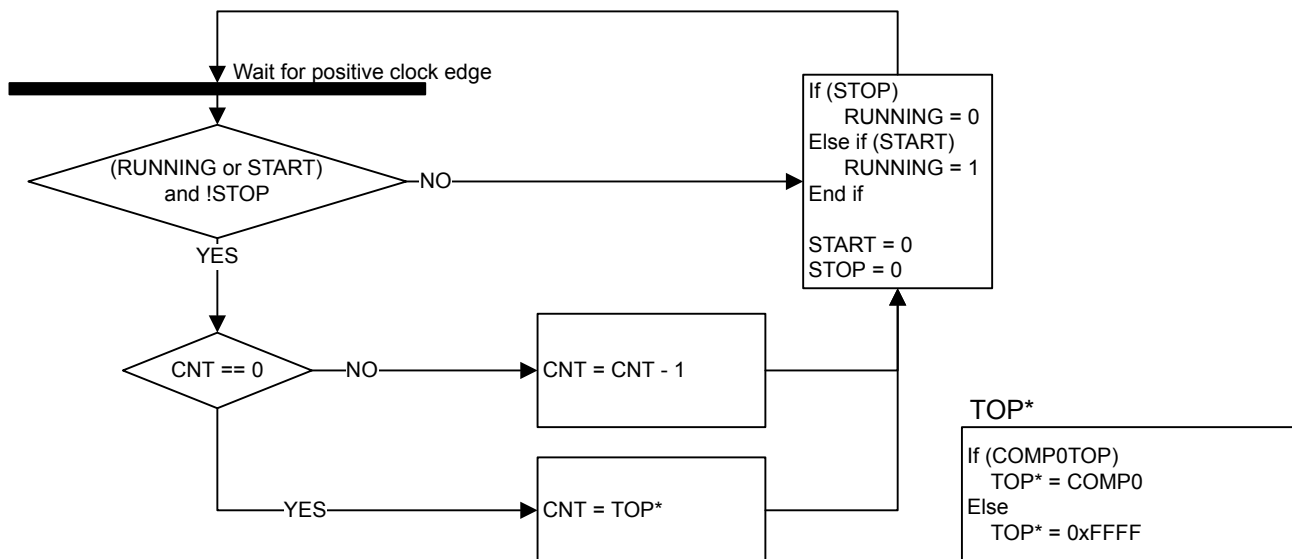 Wait for positive clock edge
(RUNNING or START)
and !STOP
NO
If (STOP)
RUNNING = 0
Else if (START)
RUNNING = 1
End if
START = 0
STOP = 0
YES
CNT == 0
NO
CNT = CNT - 1
YES
CNT = TOP*
TOP*
If (COMP0TOP)
TOP* = COMP0
Else
TOP* = 0xFFFF